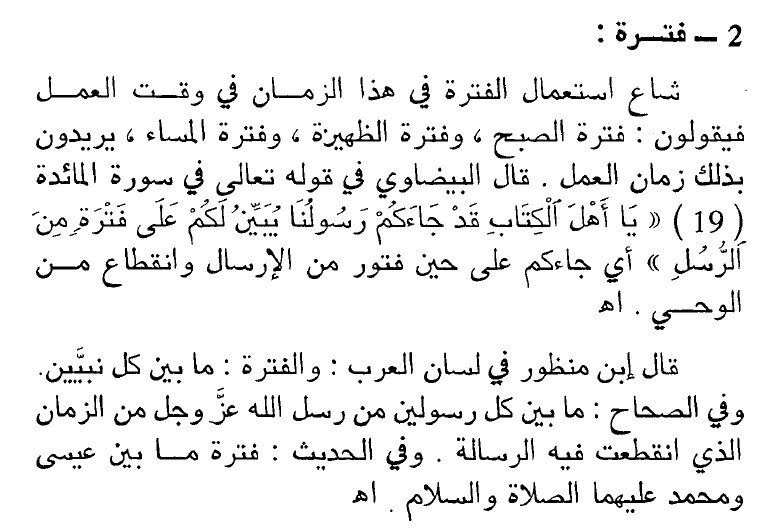 2 – فتـرة :
شاع استعمال الفترة في هذا الزمـان في وقـت العمـل
فيقولون : فترة الصبح ، وفترة الظهيرة ، وفترة المساء ، يريدون
بذلك زمان العمل . قال البيضاوي في قوله تعالى في سورة المائدة
( 19 ) « يَا أَهْلَ اَلْكِتَابِ قَدْ جَاءَكُمْ رَسُولُنَا يُبَيِّنُ لَكُمْ عَلَى فَتْرَةٍ مِنَ
اَلرُّسُلِ » أي جاءكم على حين فتور من الإرسال وانقطاع مـن
الوحـي . اهـ
قال إبن منظور في لسان العرب : والفترة : ما بين كل نبيَّين.
وفي الصحاح : ما بين كل رسولين من رسل الله عزَّ وجل من الزمان
الذي انقطعت فيه الرسالة . وفي الحديث : فترة مـا بين عيسى
ومحمد عليهما الصلاة والسلام . اهـ